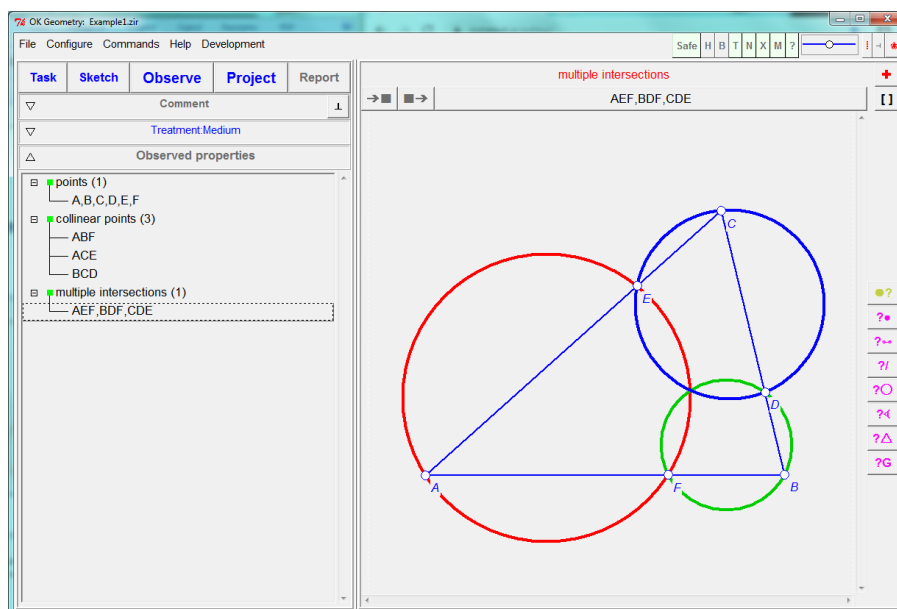 OK Geometry: Example1.zir
File Configure Commands Help Development
Safe H B T N X M ?
Task Sketch Observe Project Report
multiple intersections
Comment
AEF,BDF,CDE
[ ]
Treatment:Medium
Observed properties
points (1)
A,B,C,D,E,F
collinear points (3)
ABF
ACE
BCD
multiple intersections (1)
AEF,BDF,CDE
C
E
D
A
F
B
?
?
?
?/
?
?
?
?G